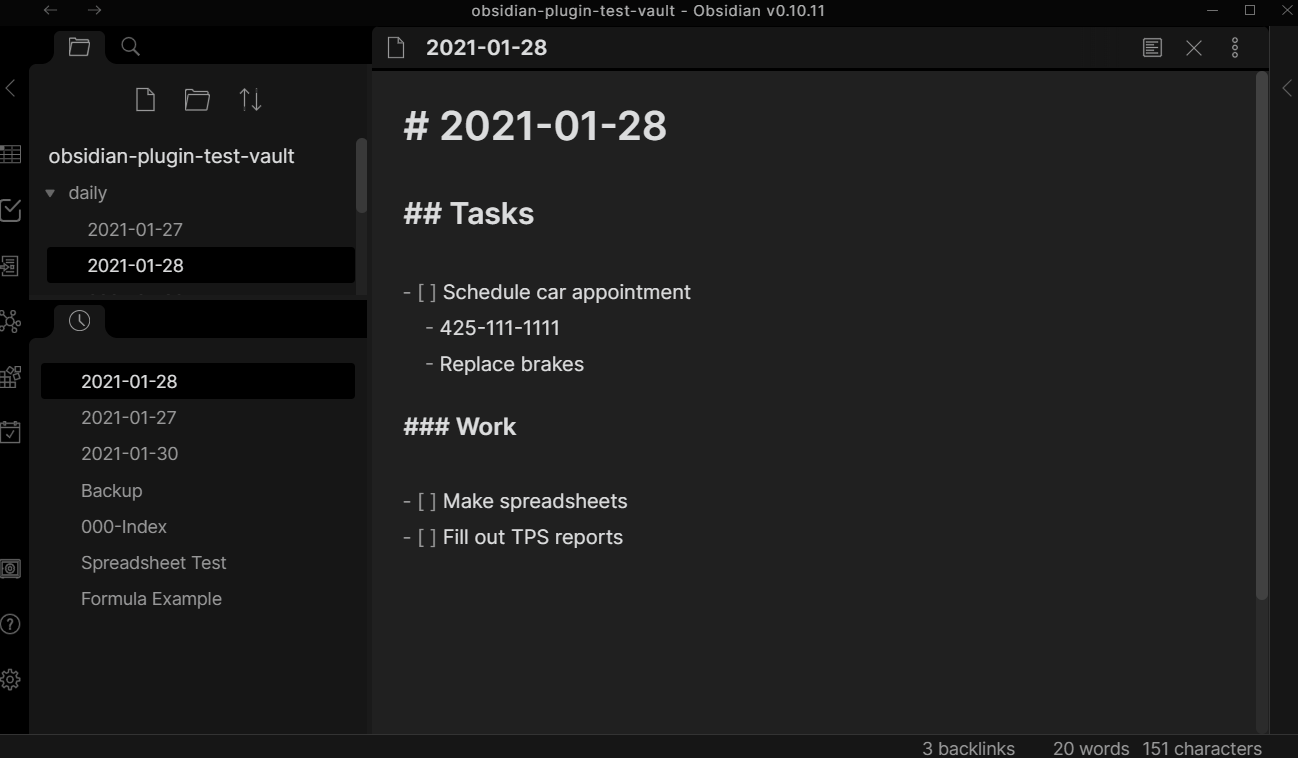 obsidian-plugin-test-vault - Obsidian v0.10.11
2021-01-28
obsidian-plugin-test-vault
daily
2021-01-27
2021-01-28
2021-01-28
2021-01-27
2021-01-30
Backup
000-Index
Spreadsheet Test
Formula Example
# 2021-01-28
## Tasks
- [ ] Schedule car appointment
- 425-111-1111
- Replace brakes
### Work
- [ ] Make spreadsheets
- [ ] Fill out TPS reports
3 backlinks 20 words 151 characters